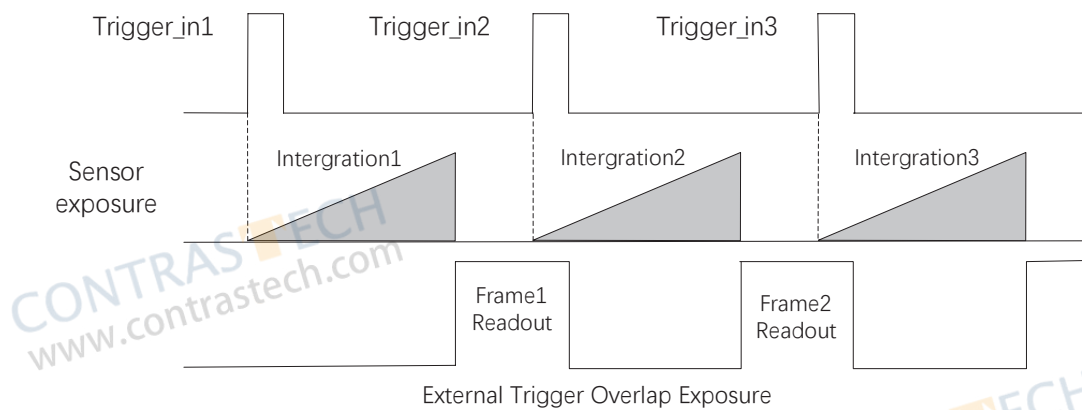 Trigger_in1
Trigger_in2
Trigger_in3
Sensor
exposure
Intergration1
Intergration2
Intergration3
CONTRASTECH
www.contrastech.com
Frame1
Readout
Frame2
Readout
External Trigger Overlap Exposure
ECH